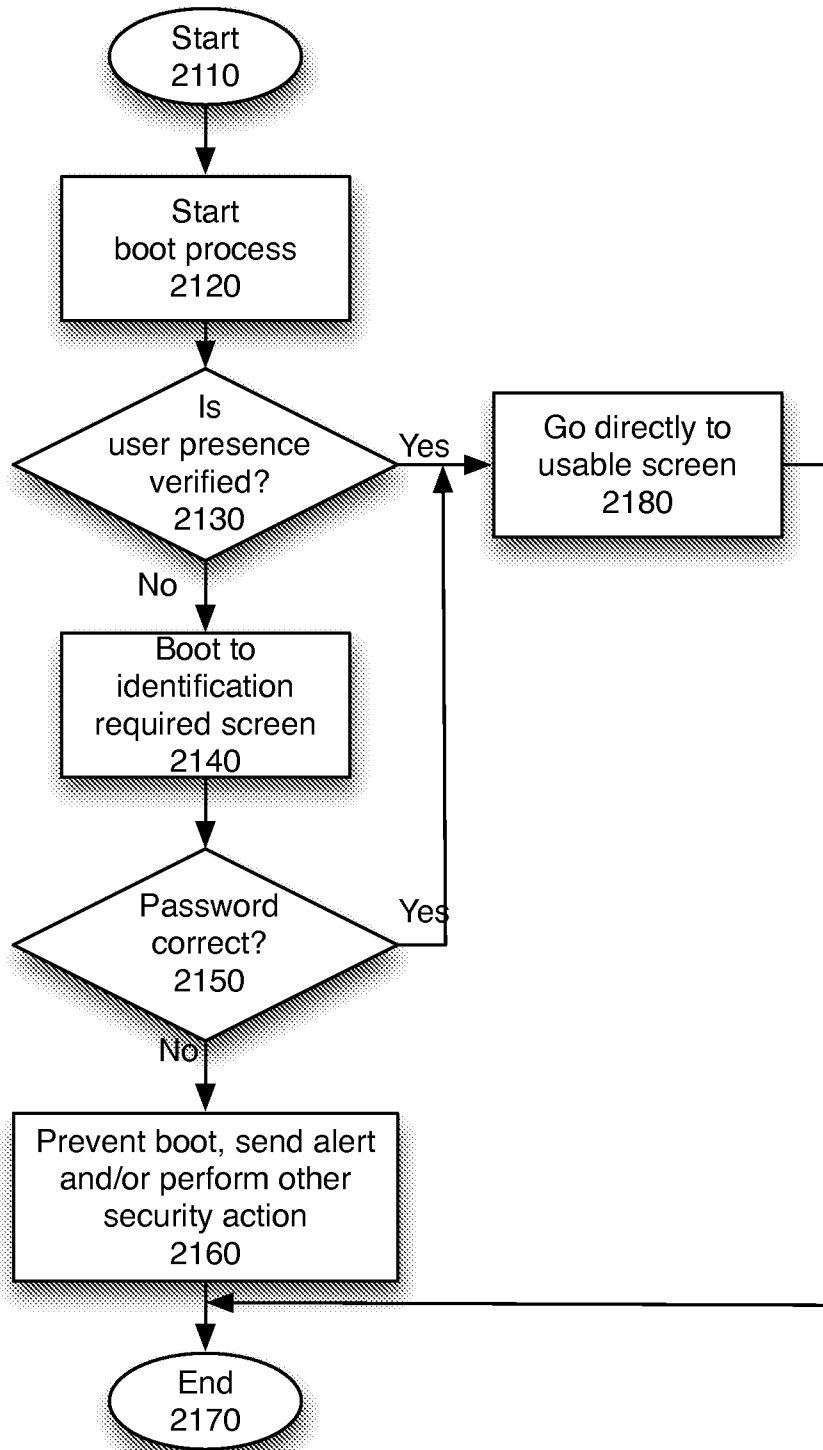 Start
2110
Start
boot process
2120
Is
user presence
verified?
2130
Yes
Go directly to
usable screen
2180
No
Boot to
identification
required screen
2140
Password
correct?
2150
Yes
No
Prevent boot, send alert
and/or perform other
security action
2160
End
2170